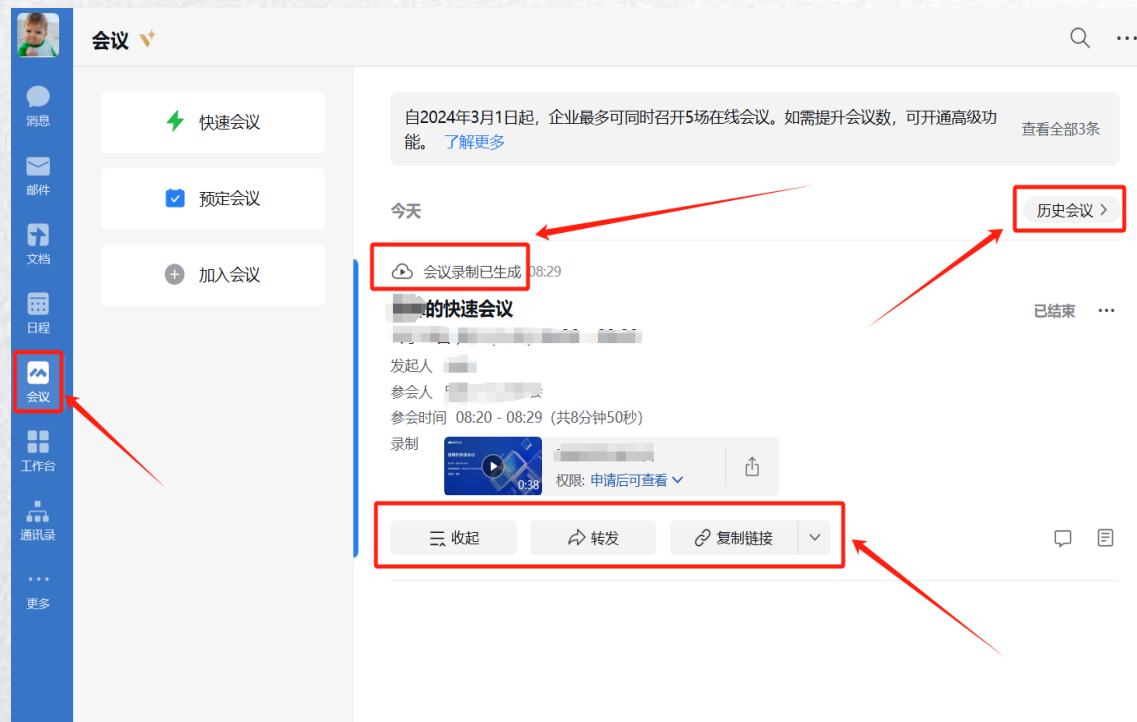 会议
消息
邮件
文档
日程
会议
工作台
通讯录
更多
快速会议
预定会议
加入会议
自2024年3月1日起，企业最多可同时召开5场在线会议。如需提升会议数，可开通高级功
能。 了解更多
查看全部3条
今天
历史会议
会议录制已生成 08:29
的快速会议
已结束
发起人
参会人
参会时间 08:20 - 08:29（共8分钟50秒）
录制
0:38
权限: 申请后可查看
收起
转发
复制链接